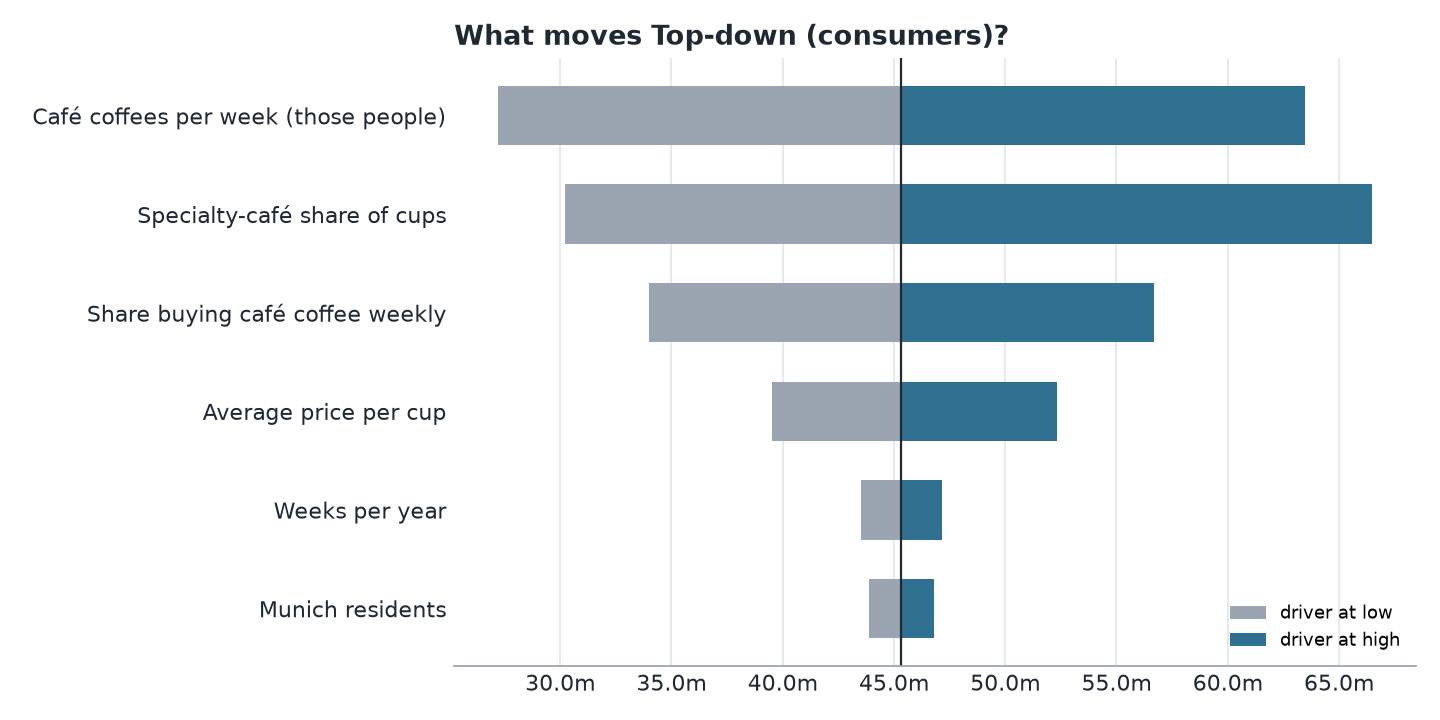 What moves Top-down (consumers)?
Café coffees per week (those people)
Specialty-café share of cups
Share buying café coffee weekly
Average price per cup
Weeks per year
Munich residents
driver at low
driver at high
30.0m 35.0m 40.0m 45.0m 50.0m 55.0m 60.0m 65.0m